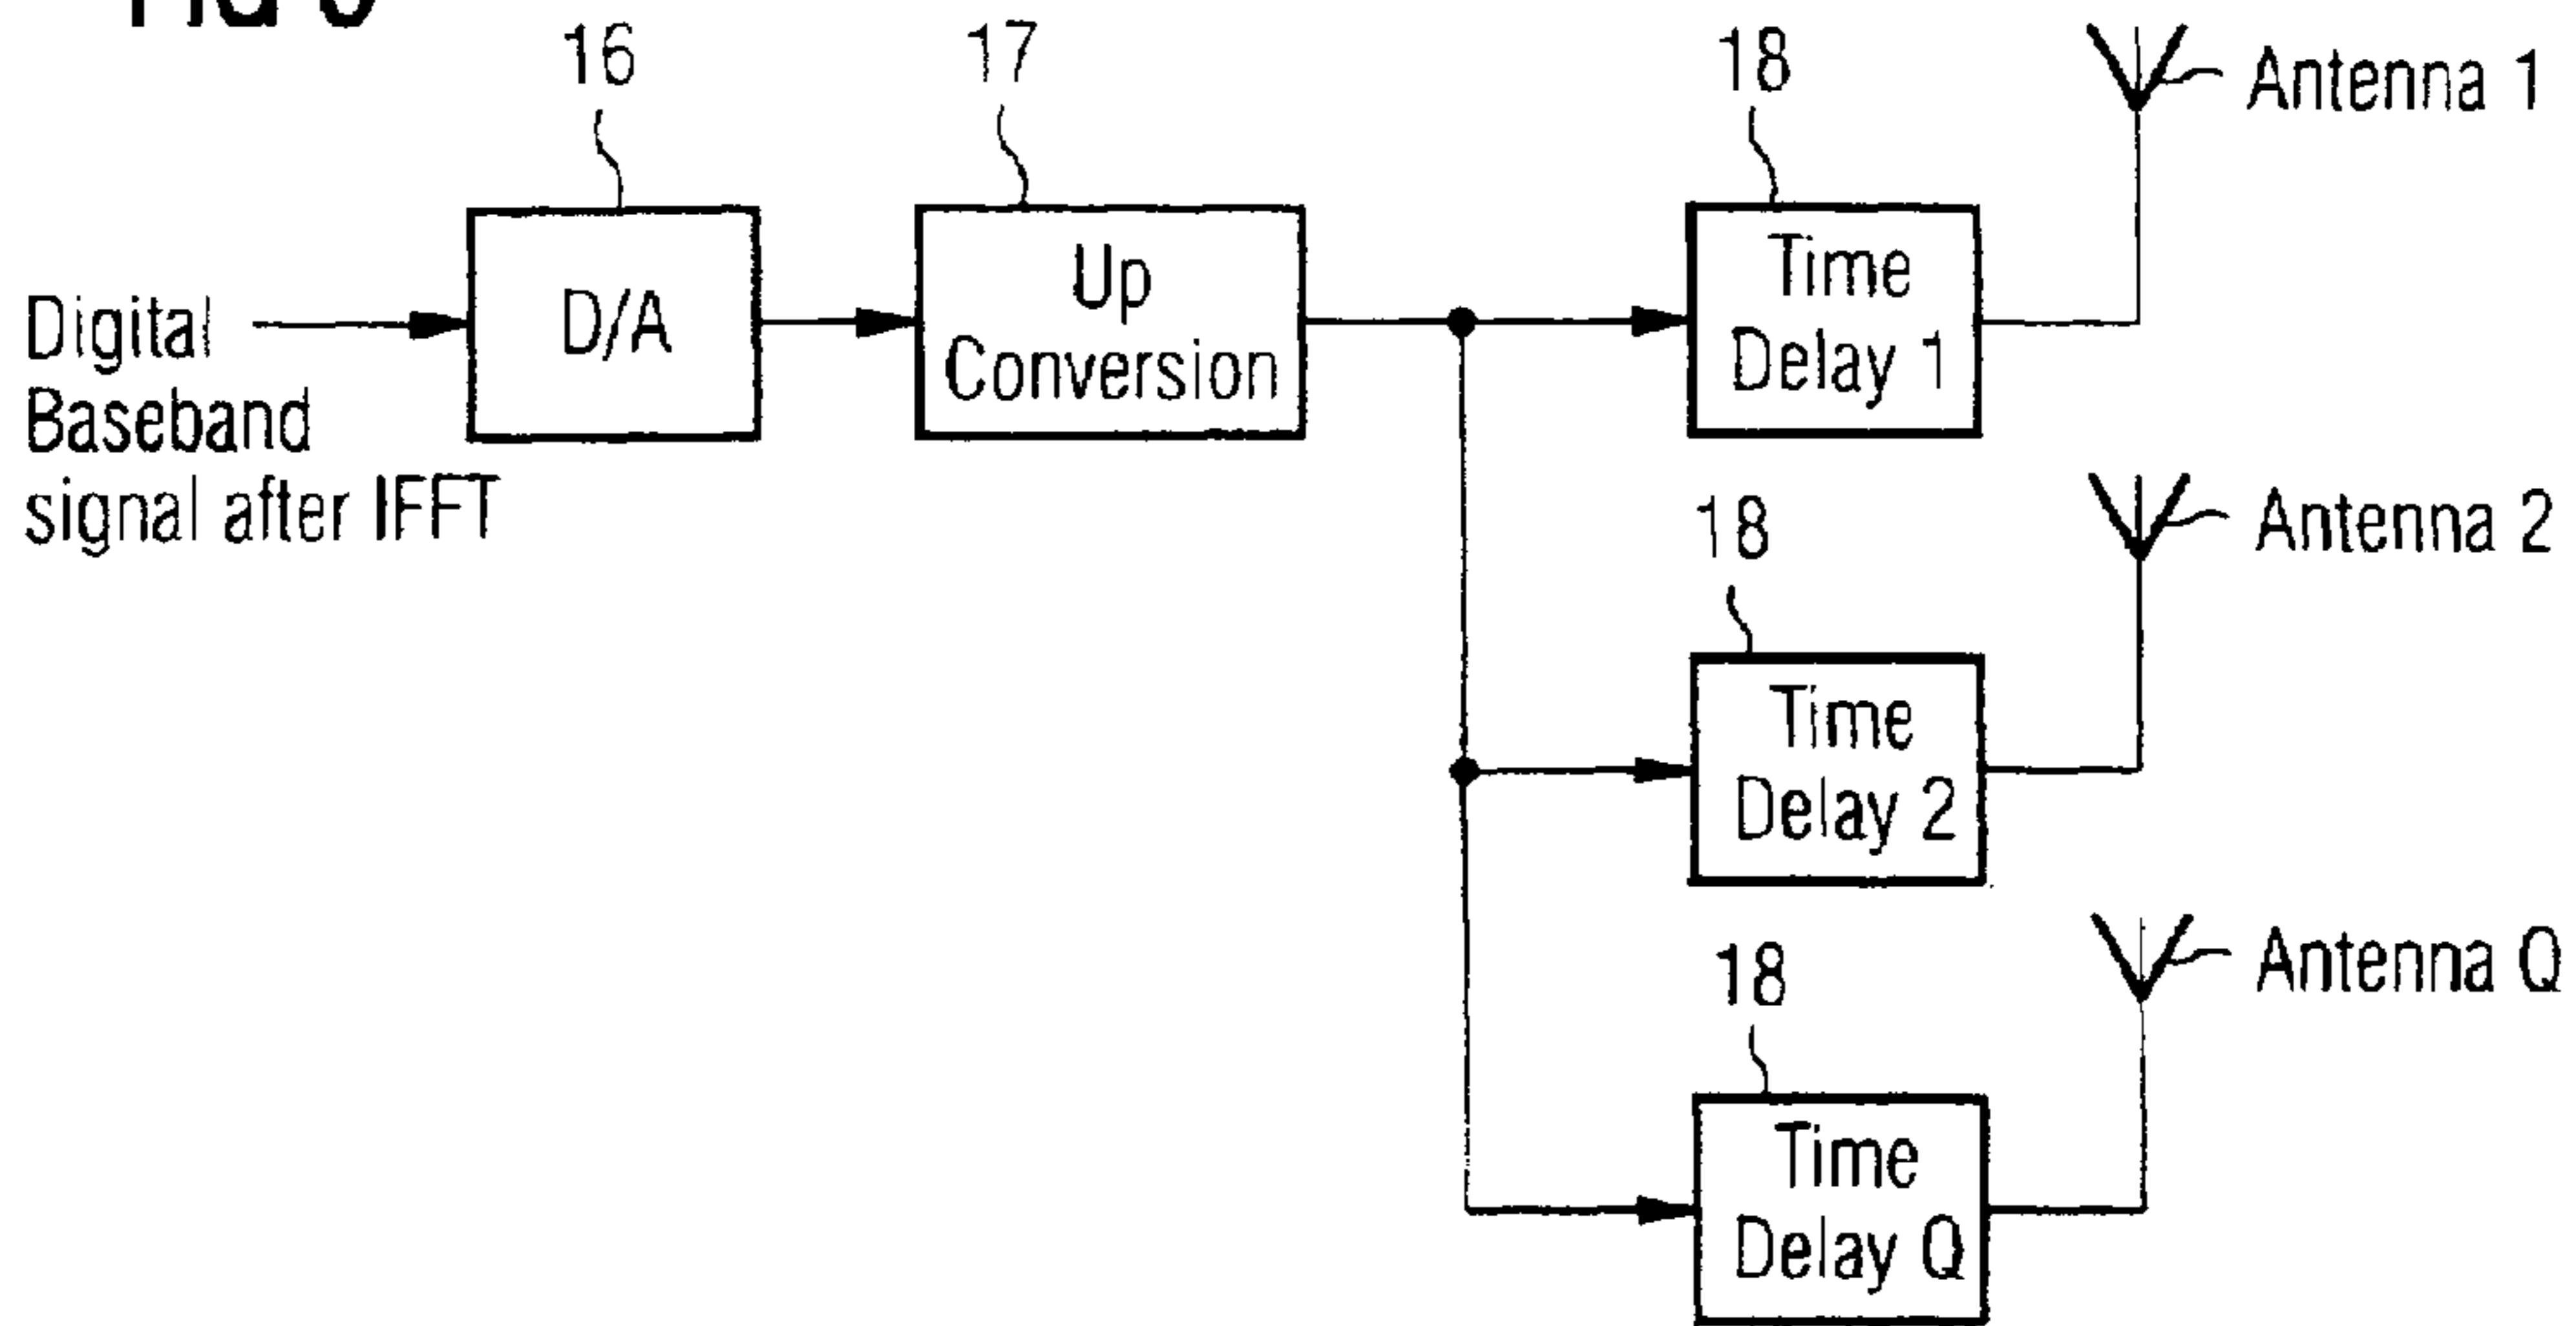 16
17
18
Antenna 1
Digital
Baseband
signal after IFFT
D/A
Up
Conversion
Time
Delay 1
18
Antenna 2
Time
Delay 2
18
Antenna Q
Time
Delay Q